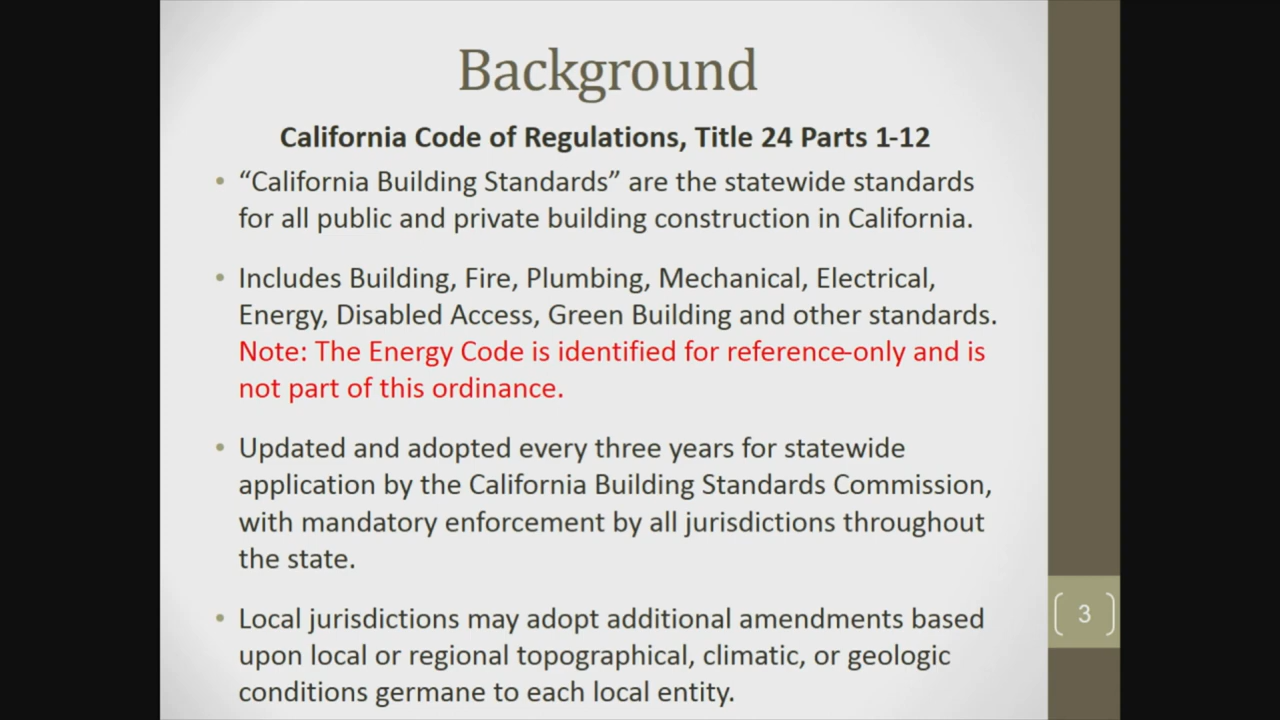 Background
California Code of Regulations, Title 24 Parts 1-12
• “California Building Standards” are the statewide standards
for all public and private building construction in California.
• Includes Building, Fire, Plumbing, Mechanical, Electrical,
Energy, Disabled Access, Green Building and other standards.
Note: The Energy Code is identified for reference-only and is
not part of this ordinance.
• Updated and adopted every three years for statewide
application by the California Building Standards Commission,
with mandatory enforcement by all jurisdictions throughout
the state.
• Local jurisdictions may adopt additional amendments based
upon local or regional topographical, climatic, or geologic
conditions germane to each local entity.
3